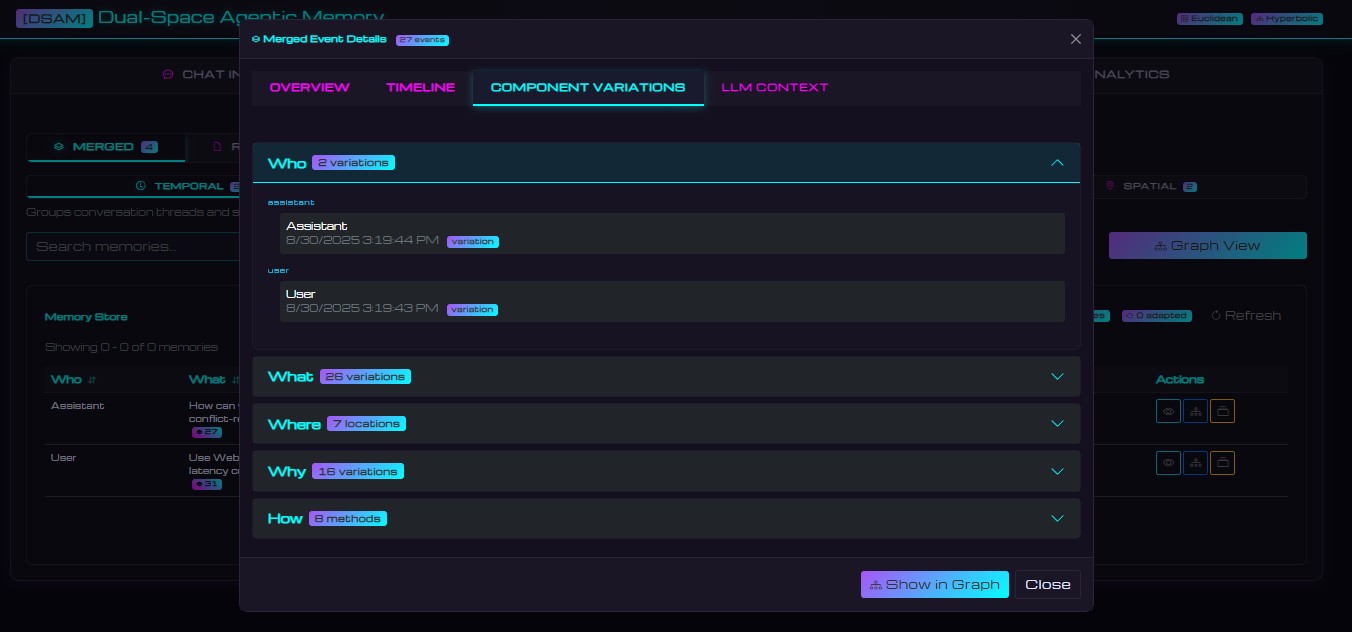 [DSAM] Dual-Space Agentic Memory
Euclidean Hyperbolic
Merged Event Details 27 events
CHAT IN
NALYTICS
OVERVIEW TIMELINE COMPONENT VARIATIONS LLM CONTEXT
MERGED 4
R
TEMPORAL
SPATIAL 2
Groups conversation threads and s
Search memories...
Graph View
Who 2 variations
assistant
Assistant
8/30/2025 3:19:44 PM variation
user
User
8/30/2025 3:19:43 PM variation
What 26 variations
Where 7 locations
Why 16 variations
How 8 methods
Memory Store
es 0 adapted Refresh
Showing 0 - 0 of 0 memories
Who What Actions
Assistant How can
conflict-r
27
User Use Web
latency c
31
Show in Graph Close